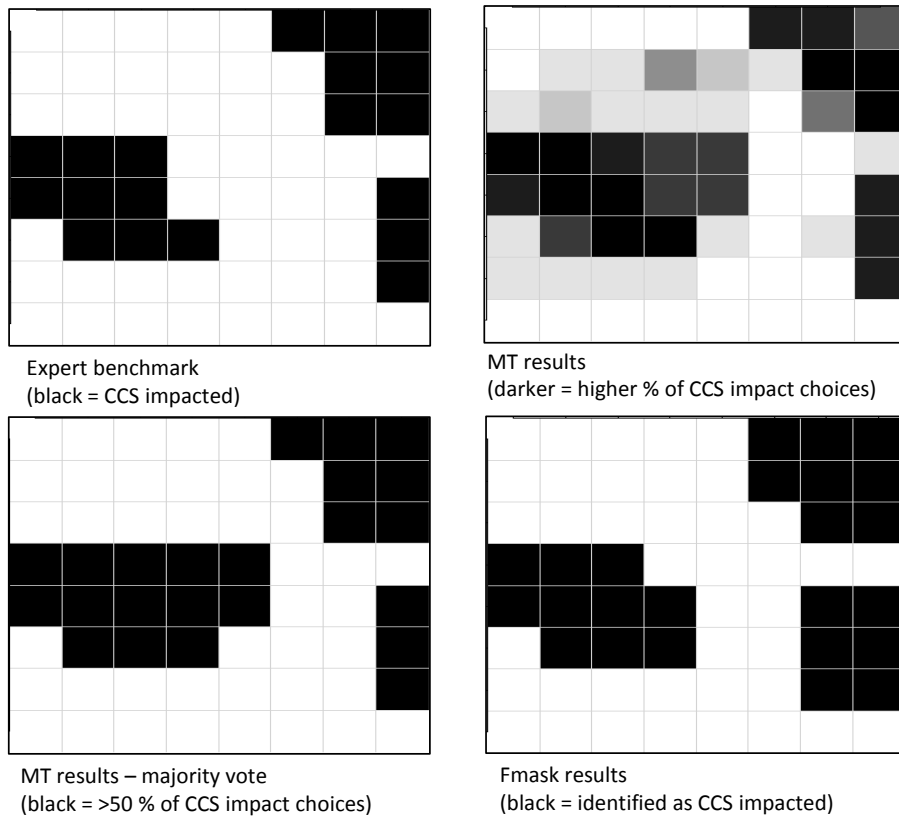 Expert benchmark
(black = CCS impacted)
MT results
(darker = higher % of CCS impact choices)
MT results – majority vote
(black = >50 % of CCS impact choices)
Fmask results
(black = identified as CCS impacted)